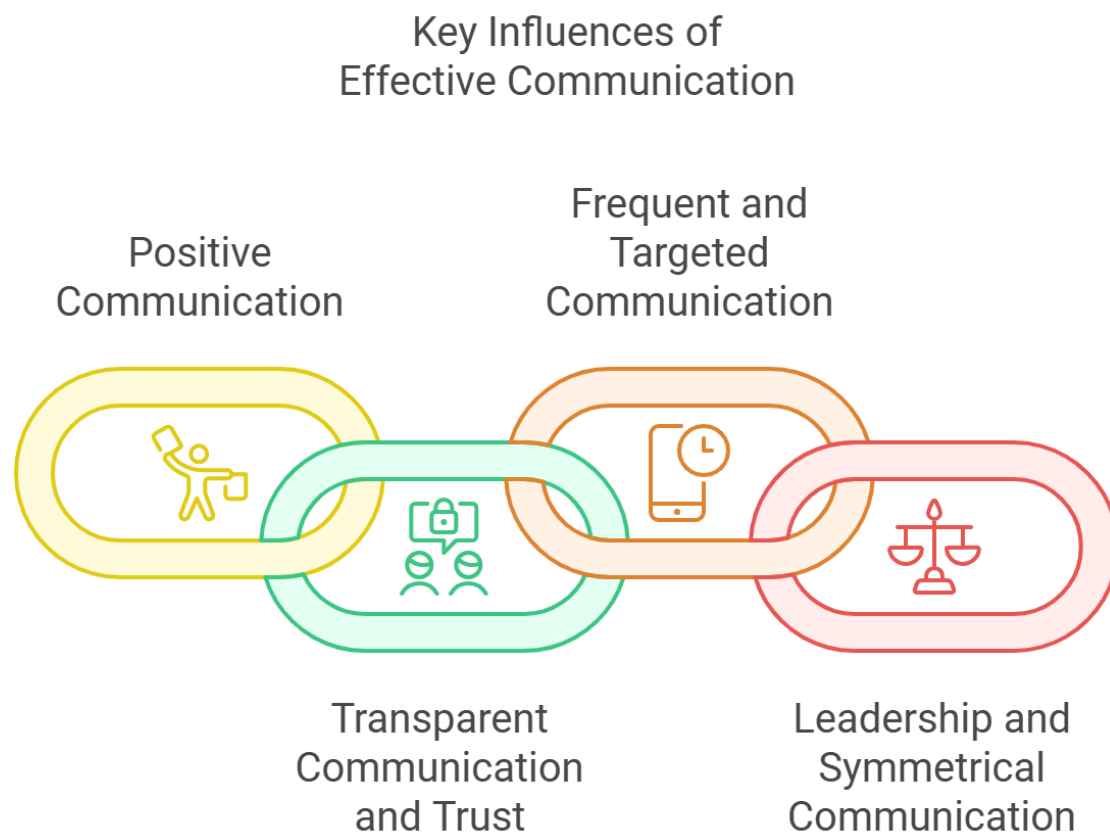 Key Influences of
Effective Communication
Positive
Communication
Frequent and
Targeted
Communication
Transparent
Communication
and Trust
Leadership and
Symmetrical
Communication